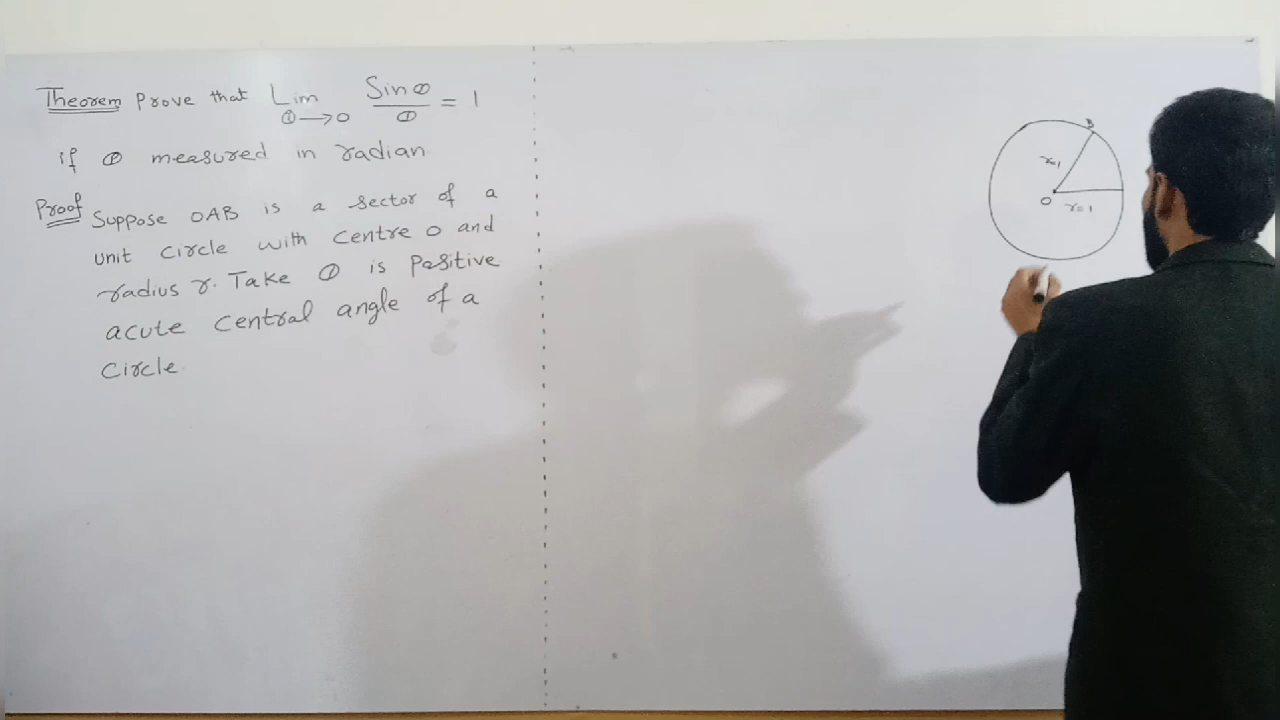 Theorem Prove that Lim Sin θ / θ = 1
θ → 0
if θ measured in radian.
Proof Suppose OAB is a sector of a
unit circle with centre O and
radius r. Take θ is Positive
acute central angle of a
circle.
B
r=1
O
r=1